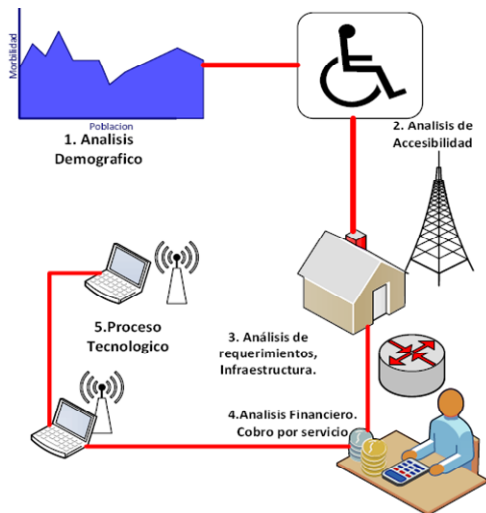 Morbilidad
Poblacion
1. Analisis
Demografico
2. Analisis de
Accesibilidad
3. Análisis de
requerimientos,
Infraestructura.
4.Analisis Financiero.
Cobro por servicio
5.Proceso
Tecnologico